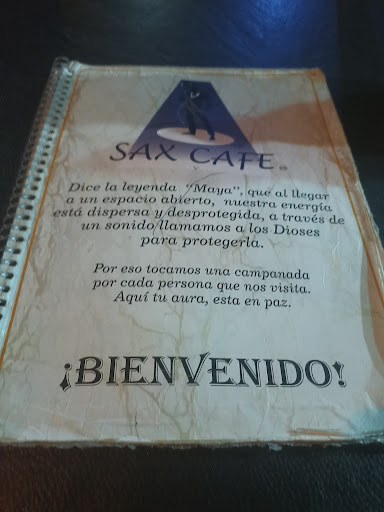 SAX CAFE
Dice la leyenda "Maya", que al llegar
a un espacio abierto, nuestra energía
está dispersa y desprotegida, a través de
un sonido llamamos a los Dioses
para protegerla.
Por eso tocamos una campanada
por cada persona que nos visita.
Aquí tu aura, esta en paz.
¡BIENVENIDO!